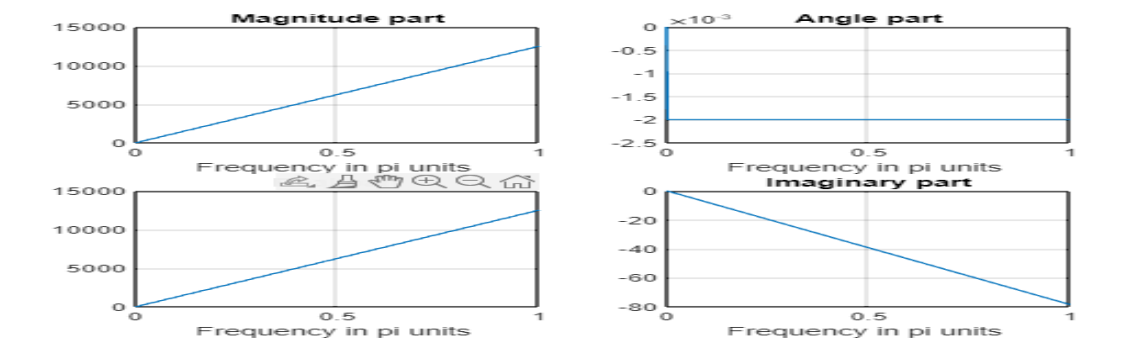 Magnitude part
15000
10000
5000
0
0 0.5 1
Frequency in pi units
Angle part
×10⁻³
0
-0.5
-1
-1.5
-2
-2.5
0 0.5 1
Frequency in pi units
15000
10000
5000
0
0 0.5 1
Frequency in pi units
Imaginary part
0
-20
-40
-60
-80
0 0.5 1
Frequency in pi units